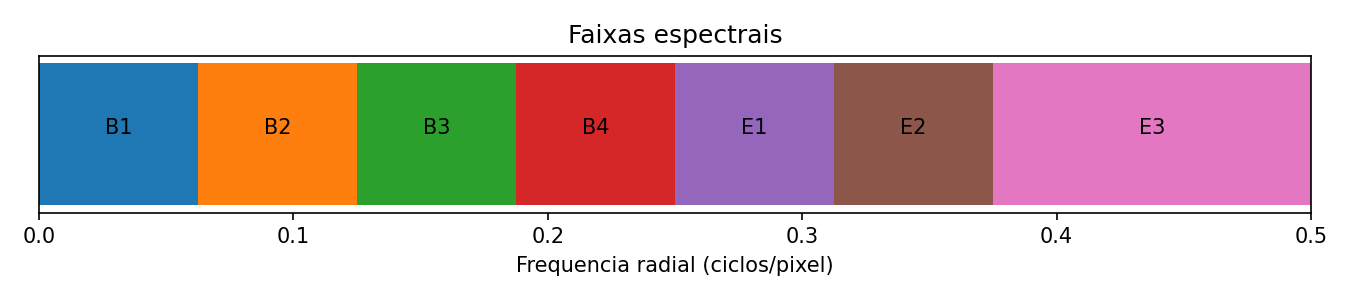 Faixas espectrais
B1 B2 B3 B4 E1 E2 E3
0.0 0.1 0.2 0.3 0.4 0.5
Frequencia radial (ciclos/pixel)